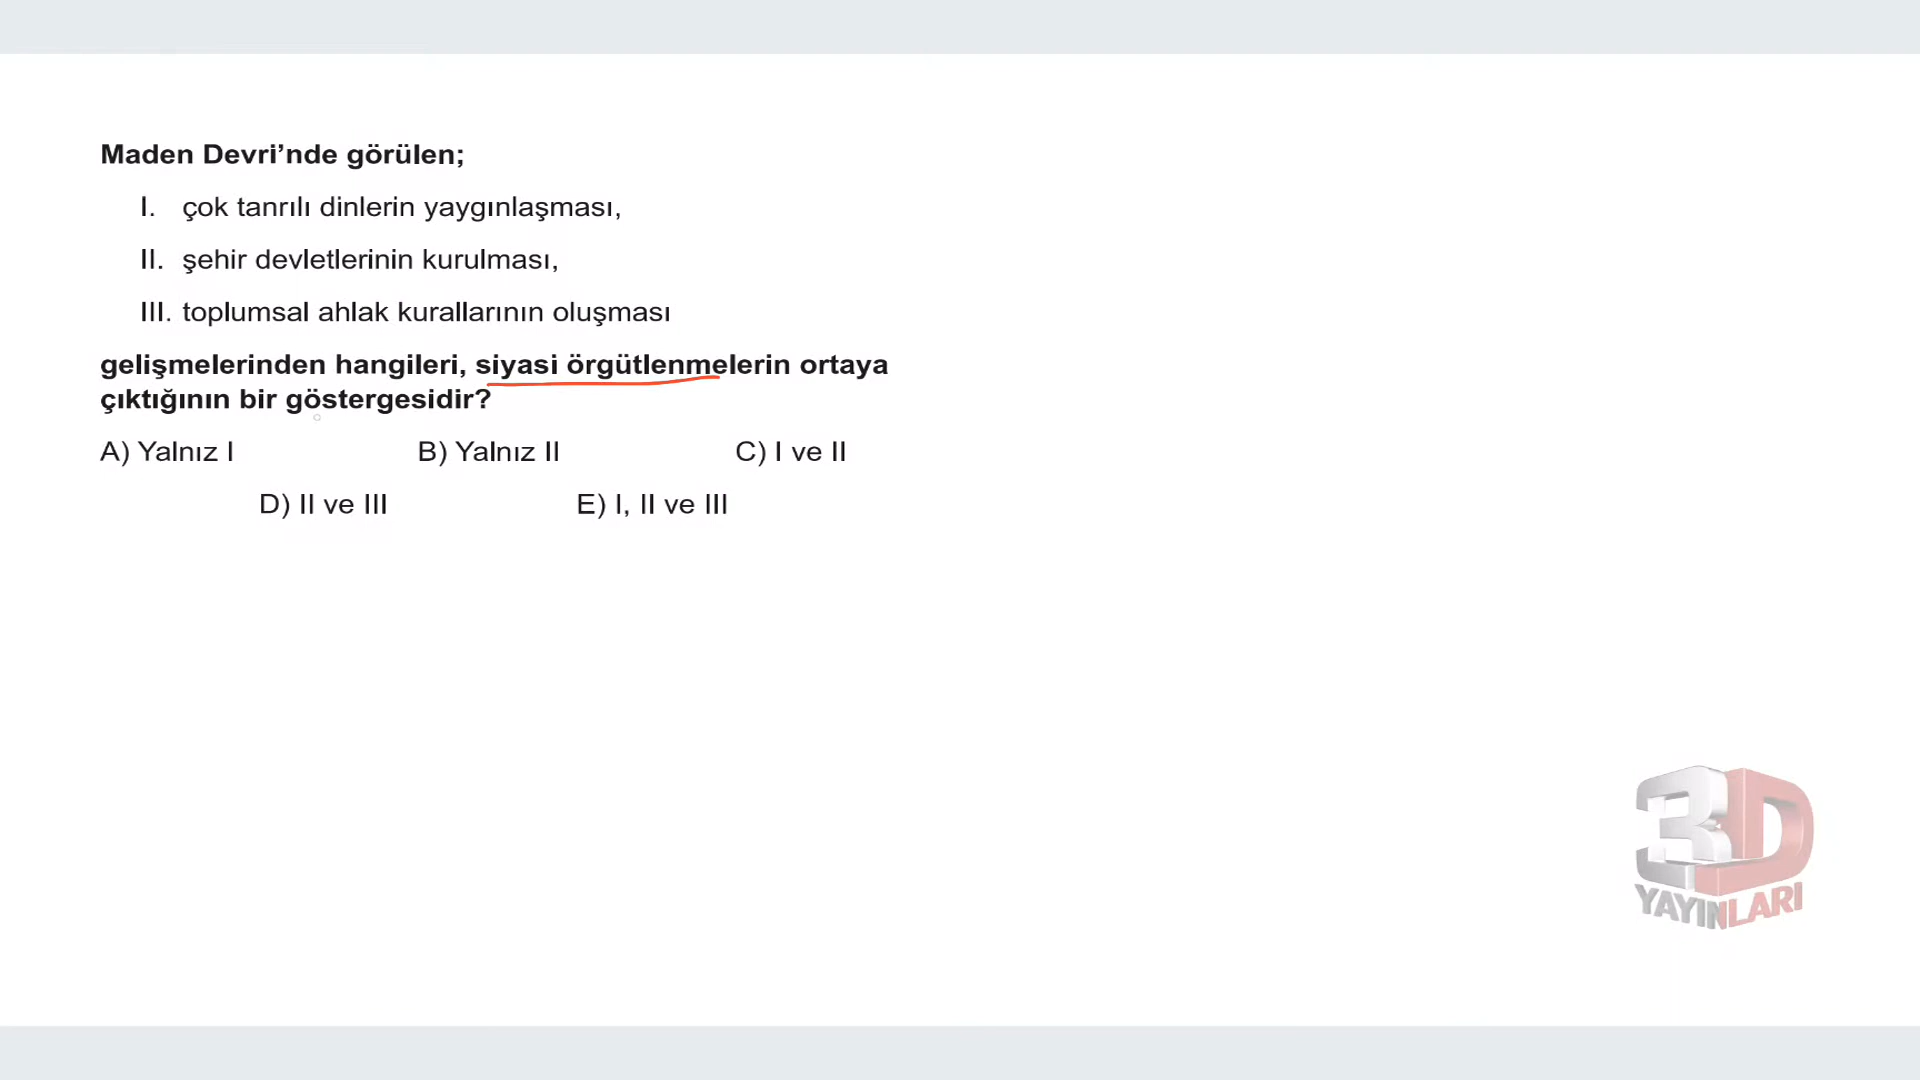 Maden Devri’nde görülen;
I. çok tanrılı dinlerin yaygınlaşması,
II. şehir devletlerinin kurulması,
III. toplumsal ahlak kurallarının oluşması
gelişmelerinden hangileri, siyasi örgütlenmelerin ortaya
çıktığının bir göstergesidir?
A) Yalnız I B) Yalnız II C) I ve II
D) II ve III E) I, II ve III
3D
YAYINLARI